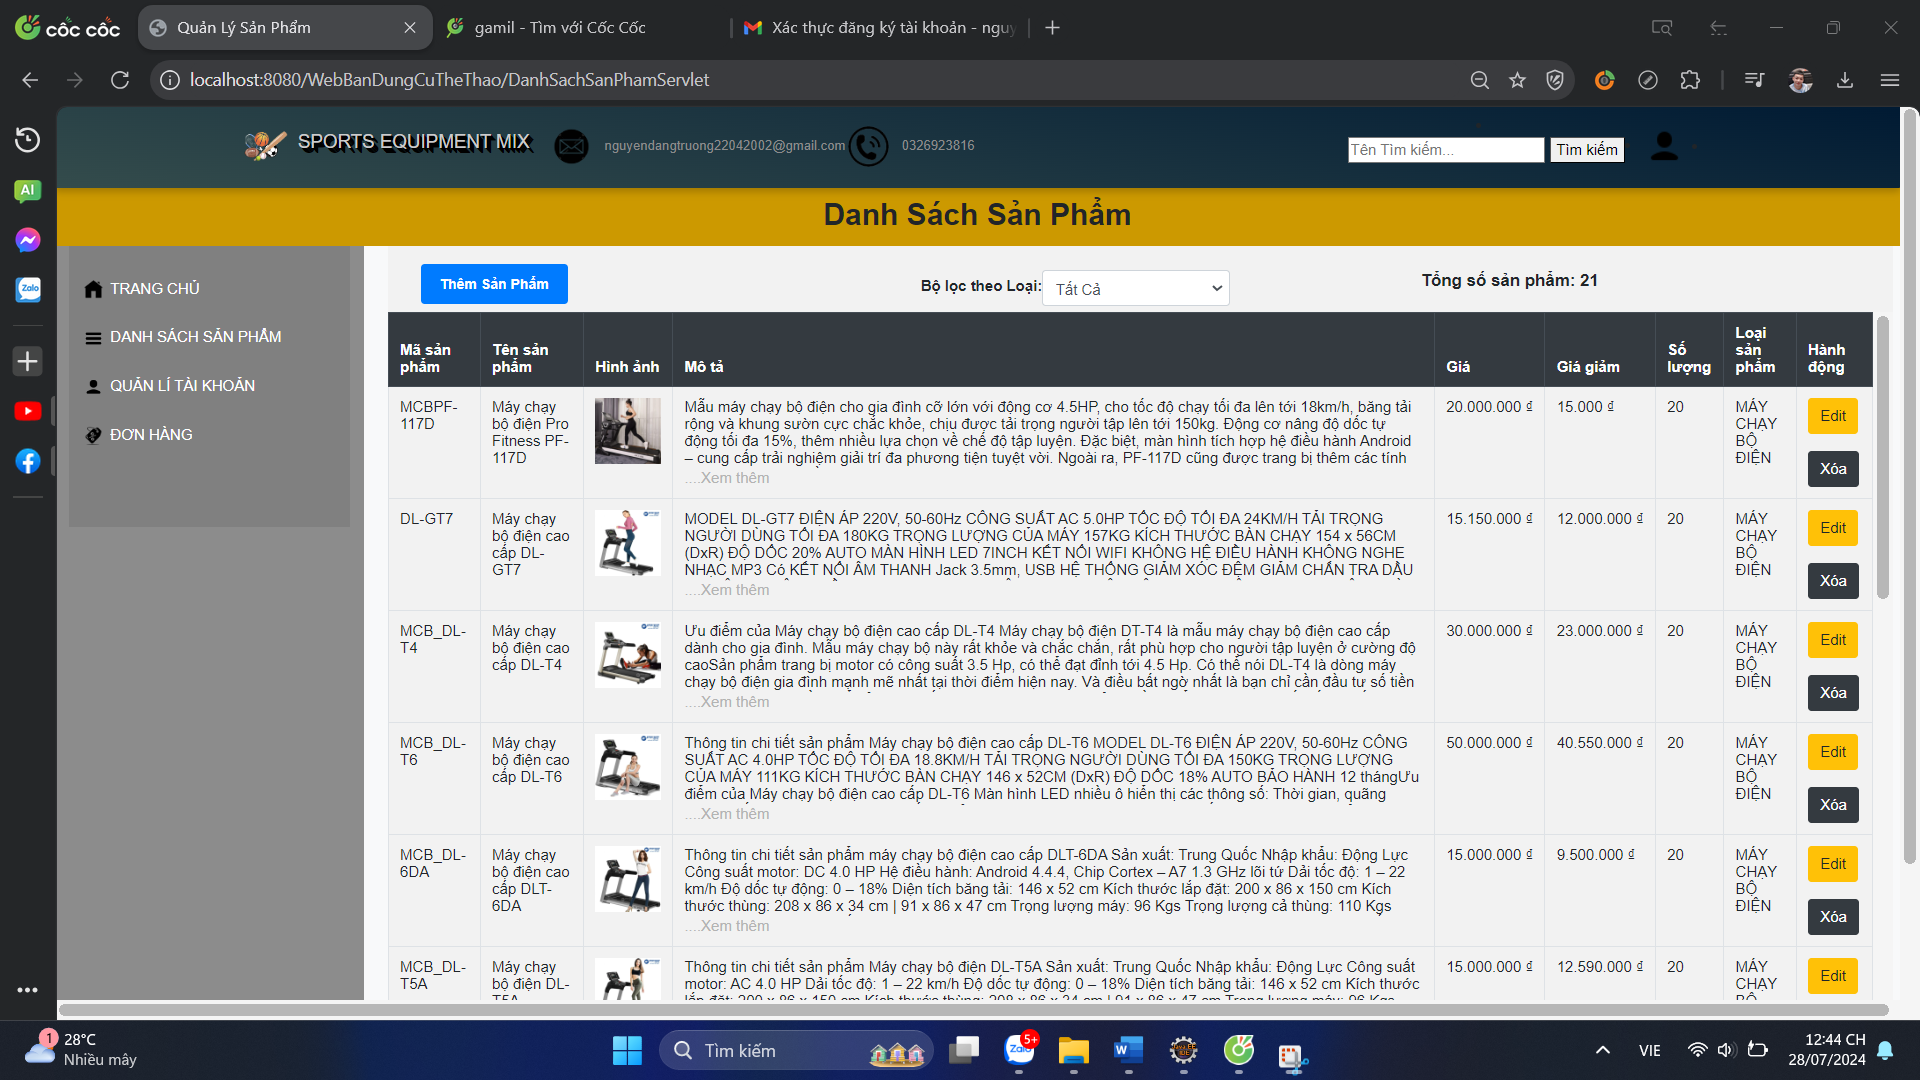 cốc cốc
Quản Lý Sản Phẩm
gamil - Tìm với Cốc Cốc
Xác thực đăng ký tài khoản - nguy
localhost:8080/WebBanDungCuTheThao/DanhSachSanPhamServlet
SPORTS EQUIPMENT MIX
nguyendangtruong22042002@gmail.com
0326923816
Tên Tìm kiếm...
Tìm kiếm
Danh Sách Sản Phẩm
AI
Zalo
TRANG CHỦ
DANH SÁCH SẢN PHẨM
QUẢN LÍ TÀI KHOẢN
ĐƠN HÀNG
Thêm Sản Phẩm
Bộ lọc theo Loại:
Tất Cả
Tổng số sản phẩm: 21
Mã sản phẩm
Tên sản phẩm
Hình ảnh
Mô tả
Giá
Giá giảm
Số lượng
Loại sản phẩm
Hành động
MCBPF-
117D
Máy chạy
bộ điện Pro
Fitness PF-
117D
Mẫu máy chạy bộ điện cho gia đình cỡ lớn với động cơ 4.5HP, cho tốc độ chạy tối đa lên tới 18km/h, băng tải
rộng và khung sườn cực chắc khỏe, chịu được tải trọng người tập lên tới 150kg. Động cơ nâng độ dốc tự
động tối đa 15%, thêm nhiều lựa chọn về chế độ tập luyện. Đặc biệt, màn hình tích hợp hệ điều hành Android
– cung cấp trải nghiệm giải trí đa phương tiện tuyệt vời. Ngoài ra, PF-117D cũng được trang bị thêm các tính
....Xem thêm
20.000.000 ₫
15.000 ₫
20
MÁY
CHẠY
BỘ
ĐIỆN
Edit
Xóa
DL-GT7
Máy chạy
bộ điện cao
cấp DL-
GT7
MODEL DL-GT7 ĐIỆN ÁP 220V, 50-60Hz CÔNG SUẤT AC 5.0HP TỐC ĐỘ TỐI ĐA 24KM/H TẢI TRỌNG
NGƯỜI DÙNG TỐI ĐA 180KG TRỌNG LƯỢNG CỦA MÁY 157KG KÍCH THƯỚC BÀN CHẠY 154 x 56CM
(DxR) ĐỘ DỐC 20% AUTO MÀN HÌNH LED 7INCH KẾT NỐI WIFI KHÔNG HỆ ĐIỀU HÀNH KHÔNG NGHE
NHẠC MP3 Có KẾT NỐI ÂM THANH Jack 3.5mm, USB HỆ THỐNG GIẢM XÓC ĐỆM GIẢM CHẤN TRA DẦU
....Xem thêm
15.150.000 ₫
12.000.000 ₫
20
MÁY
CHẠY
BỘ
ĐIỆN
Edit
Xóa
MCB_DL-
T4
Máy chạy
bộ điện cao
cấp DL-T4
Ưu điểm của Máy chạy bộ điện cao cấp DL-T4 Máy chạy bộ điện DT-T4 là mẫu máy chạy bộ điện cao cấp
dành cho gia đình. Mẫu máy chạy bộ này rất khỏe và chắc chắn, rất phù hợp cho người tập luyện ở cường độ
caoSản phẩm trang bị motor có công suất 3.5 Hp, có thể đạt đỉnh tới 4.5 Hp. Có thể nói DL-T4 là dòng máy
chạy bộ điện gia đình mạnh mẽ nhất tại thời điểm hiện nay. Và điều bất ngờ nhất là bạn chỉ cần đầu tư số tiền
....Xem thêm
30.000.000 ₫
23.000.000 ₫
20
MÁY
CHẠY
BỘ
ĐIỆN
Edit
Xóa
MCB_DL-
T6
Máy chạy
bộ điện cao
cấp DL-T6
Thông tin chi tiết sản phẩm Máy chạy bộ điện cao cấp DL-T6 MODEL DL-T6 ĐIỆN ÁP 220V, 50-60Hz CÔNG
SUẤT AC 4.0HP TỐC ĐỘ TỐI ĐA 18.8KM/H TẢI TRỌNG NGƯỜI DÙNG TỐI ĐA 150KG TRỌNG LƯỢNG
CỦA MÁY 111KG KÍCH THƯỚC BÀN CHẠY 146 x 52CM (DxR) ĐỘ DỐC 18% AUTO BẢO HÀNH 12 thángƯu
điểm của Máy chạy bộ điện cao cấp DL-T6 Màn hình LED nhiều ô hiển thị các thông số: Thời gian, quãng
....Xem thêm
50.000.000 ₫
40.550.000 ₫
20
MÁY
CHẠY
BỘ
ĐIỆN
Edit
Xóa
MCB_DL-
6DA
Máy chạy
bộ điện cao
cấp DLT-
6DA
Thông tin chi tiết sản phẩm máy chạy bộ điện cao cấp DLT-6DA Sản xuất: Trung Quốc Nhập khẩu: Động Lực
Công suất motor: DC 4.0 HP Hệ điều hành: Android 4.4.4, Chip Cortex – A7 1.3 GHz lõi tứ Dải tốc độ: 1 – 22
km/h Độ dốc tự động: 0 – 18% Diện tích băng tải: 146 x 52 cm Kích thước lắp đặt: 200 x 86 x 150 cm Kích
thước thùng: 208 x 86 x 34 cm | 91 x 86 x 47 cm Trọng lượng máy: 96 Kgs Trọng lượng cả thùng: 110 Kgs
....Xem thêm
15.000.000 ₫
9.500.000 ₫
20
MÁY
CHẠY
BỘ
ĐIỆN
Edit
Xóa
MCB_DL-
T5A
Máy chạy
bộ điện DL-
T5A
Thông tin chi tiết sản phẩm Máy chạy bộ điện DL-T5A Sản xuất: Trung Quốc Nhập khẩu: Động Lực Công suất
motor: AC 4.0 HP Dải tốc độ: 1 – 22 km/h Độ dốc tự động: 0 – 18% Diện tích băng tải: 146 x 52 cm Kích thước
lắp đặt: 200 x 86 x 150 cm Kích thước thùng: 208 x 86 x 34 cm | 91 x 86 x 47 cm Trọng lượng máy: 96 Kgs
15.000.000 ₫
12.590.000 ₫
20
MÁY
CHẠY
BỘ
Edit
1
28°C
Nhiều mây
Tìm kiếm
Zalo
5+
VIE
12:44 CH
28/07/2024